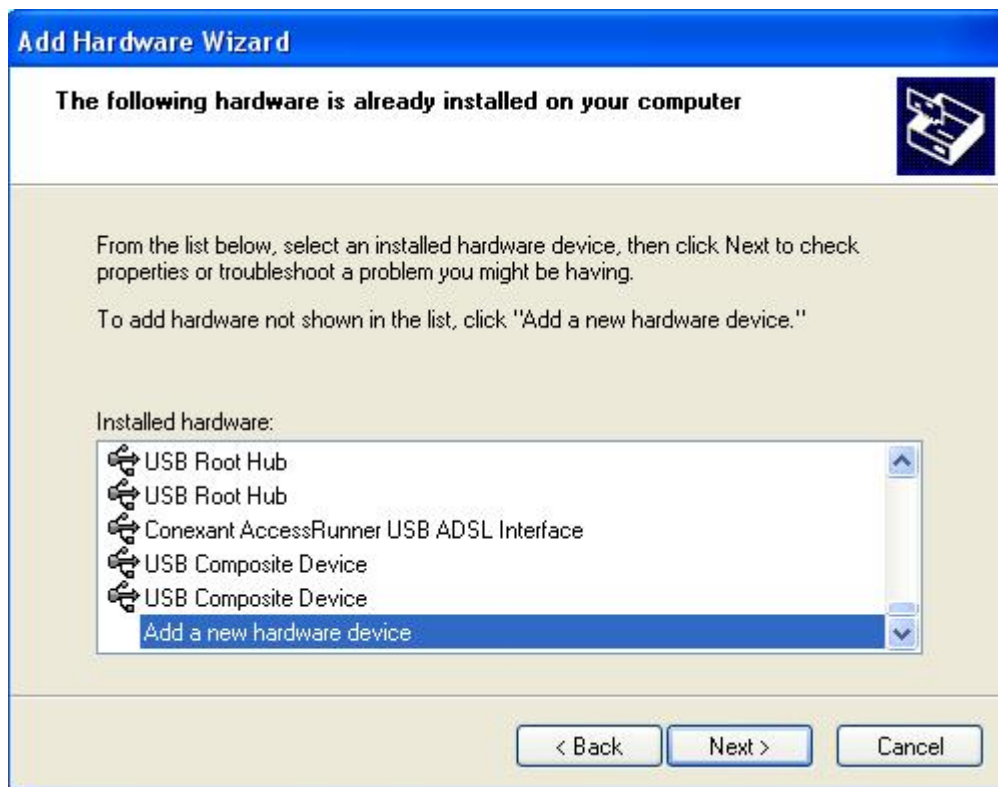 Add Hardware Wizard
The following hardware is already installed on your computer
From the list below, select an installed hardware device, then click Next to check
properties or troubleshoot a problem you might be having.
To add hardware not shown in the list, click "Add a new hardware device."
Installed hardware:
USB Root Hub
USB Root Hub
Conexant AccessRunner USB ADSL Interface
USB Composite Device
USB Composite Device
Add a new hardware device
< Back Next > Cancel